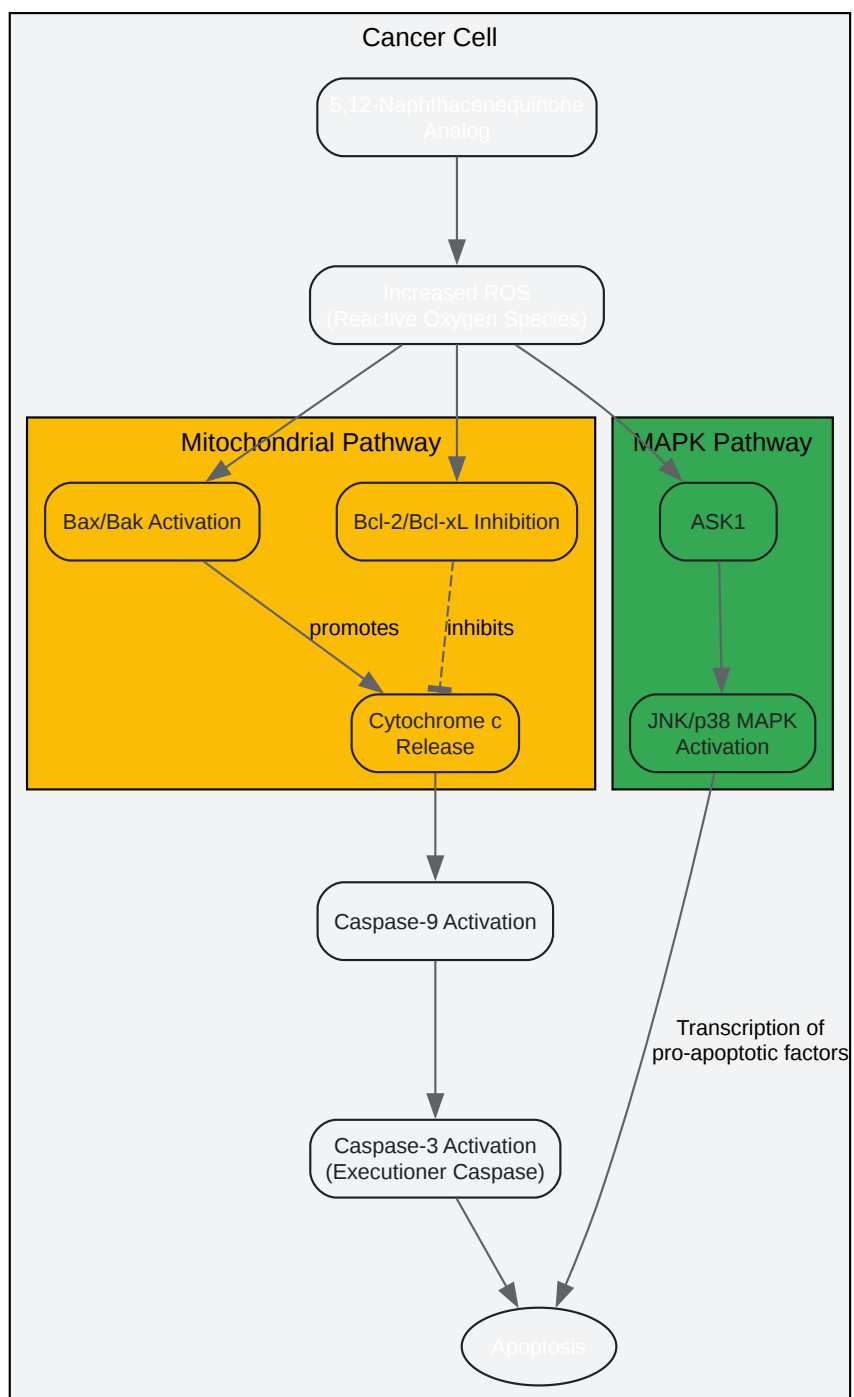 Cancer Cell
5,12-Naphthacenequinone
Analog
Increased ROS
(Reactive Oxygen Species)
Mitochondrial Pathway
MAPK Pathway
Bax/Bak Activation
Bcl-2/Bcl-xL Inhibition
ASK1
promotes
inhibits
Cytochrome c
Release
JNK/p38 MAPK
Activation
Caspase-9 Activation
Transcription of
pro-apoptotic factors
Caspase-3 Activation
(Executioner Caspase)
Apoptosis